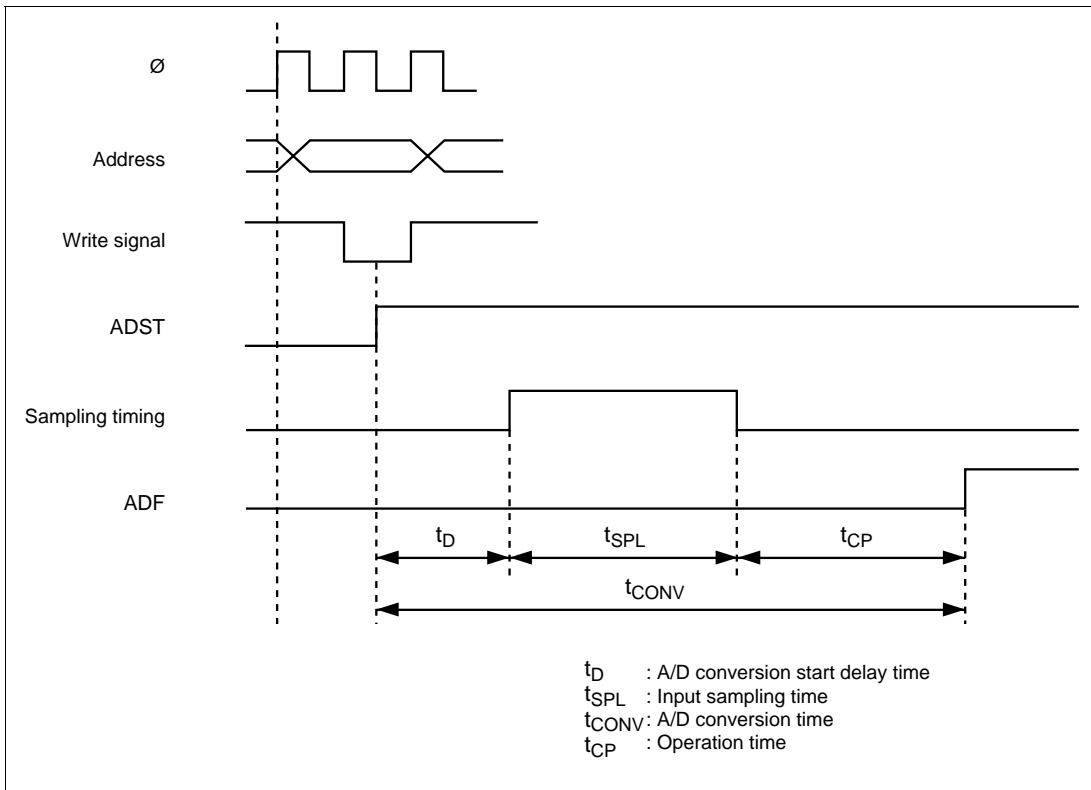 Ø
Address
Write signal
ADST
Sampling timing
ADF
tD tSPL tCP
tCONV
tD : A/D conversion start delay time
tSPL : Input sampling time
tCONV : A/D conversion time
tCP : Operation time